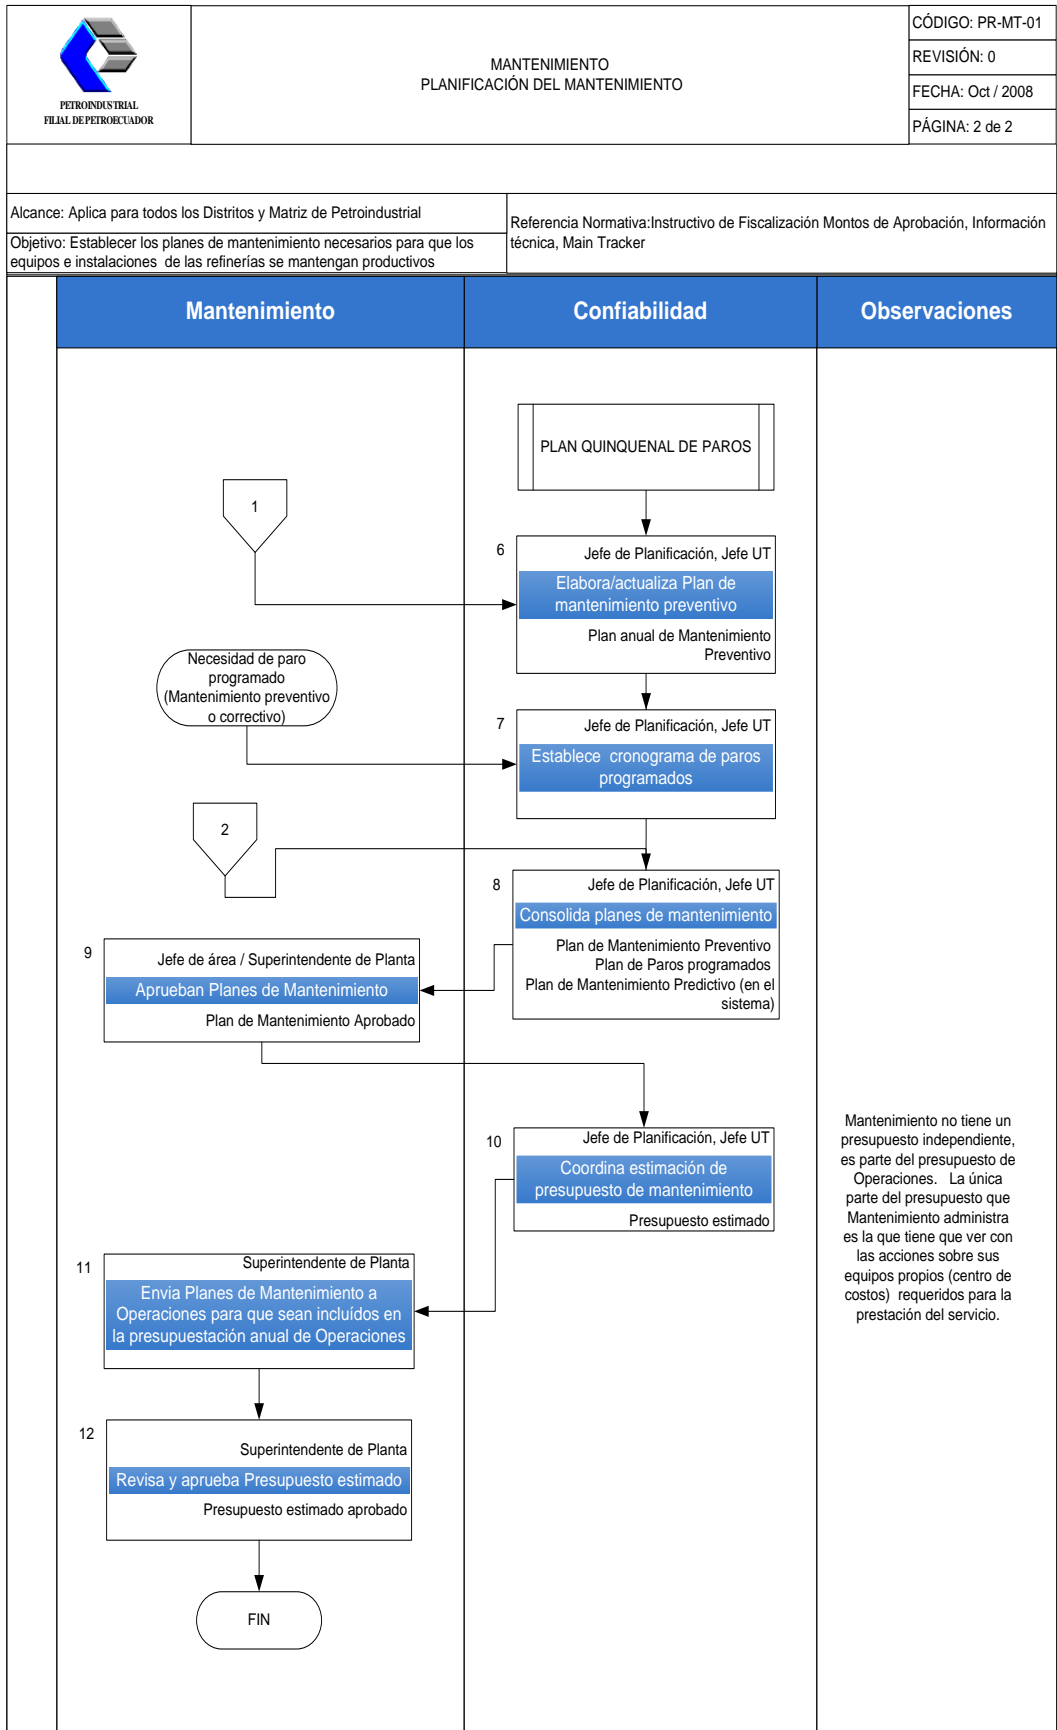 PETROINDUSTRIAL
FILIAL DE PETROECUADOR
MANTENIMIENTO
PLANIFICACIÓN DEL MANTENIMIENTO
CÓDIGO: PR-MT-01
REVISIÓN: 0
FECHA: Oct / 2008
PÁGINA: 2 de 2
Alcance: Aplica para todos los Distritos y Matriz de Petroindustrial
Objetivo: Establecer los planes de mantenimiento necesarios para que los
equipos e instalaciones de las refinerías se mantengan productivos
Referencia Normativa:Instructivo de Fiscalización Montos de Aprobación, Información
técnica, Main Tracker
Mantenimiento
Confiabilidad
Observaciones
PLAN QUINQUENAL DE PAROS
1
6
Jefe de Planificación, Jefe UT
Elabora/actualiza Plan de
mantenimiento preventivo
Plan anual de Mantenimiento
Preventivo
Necesidad de paro
programado
(Mantenimiento preventivo
o correctivo)
7
Jefe de Planificación, Jefe UT
Establece cronograma de paros
programados
2
8
Jefe de Planificación, Jefe UT
Consolida planes de mantenimiento
Plan de Mantenimiento Preventivo
Plan de Paros programados
Plan de Mantenimiento Predictivo (en el
sistema)
9
Jefe de área / Superintendente de Planta
Aprueban Planes de Mantenimiento
Plan de Mantenimiento Aprobado
10
Jefe de Planificación, Jefe UT
Coordina estimación de
presupuesto de mantenimiento
Presupuesto estimado
Mantenimiento no tiene un
presupuesto independiente,
es parte del presupuesto de
Operaciones. La única
parte del presupuesto que
Mantenimiento administra
es la que tiene que ver con
las acciones sobre sus
equipos propios (centro de
costos) requeridos para la
prestación del servicio.
11
Superintendente de Planta
Envia Planes de Mantenimiento a
Operaciones para que sean incluídos en
la presupuestación anual de Operaciones
12
Superintendente de Planta
Revisa y aprueba Presupuesto estimado
Presupuesto estimado aprobado
FIN